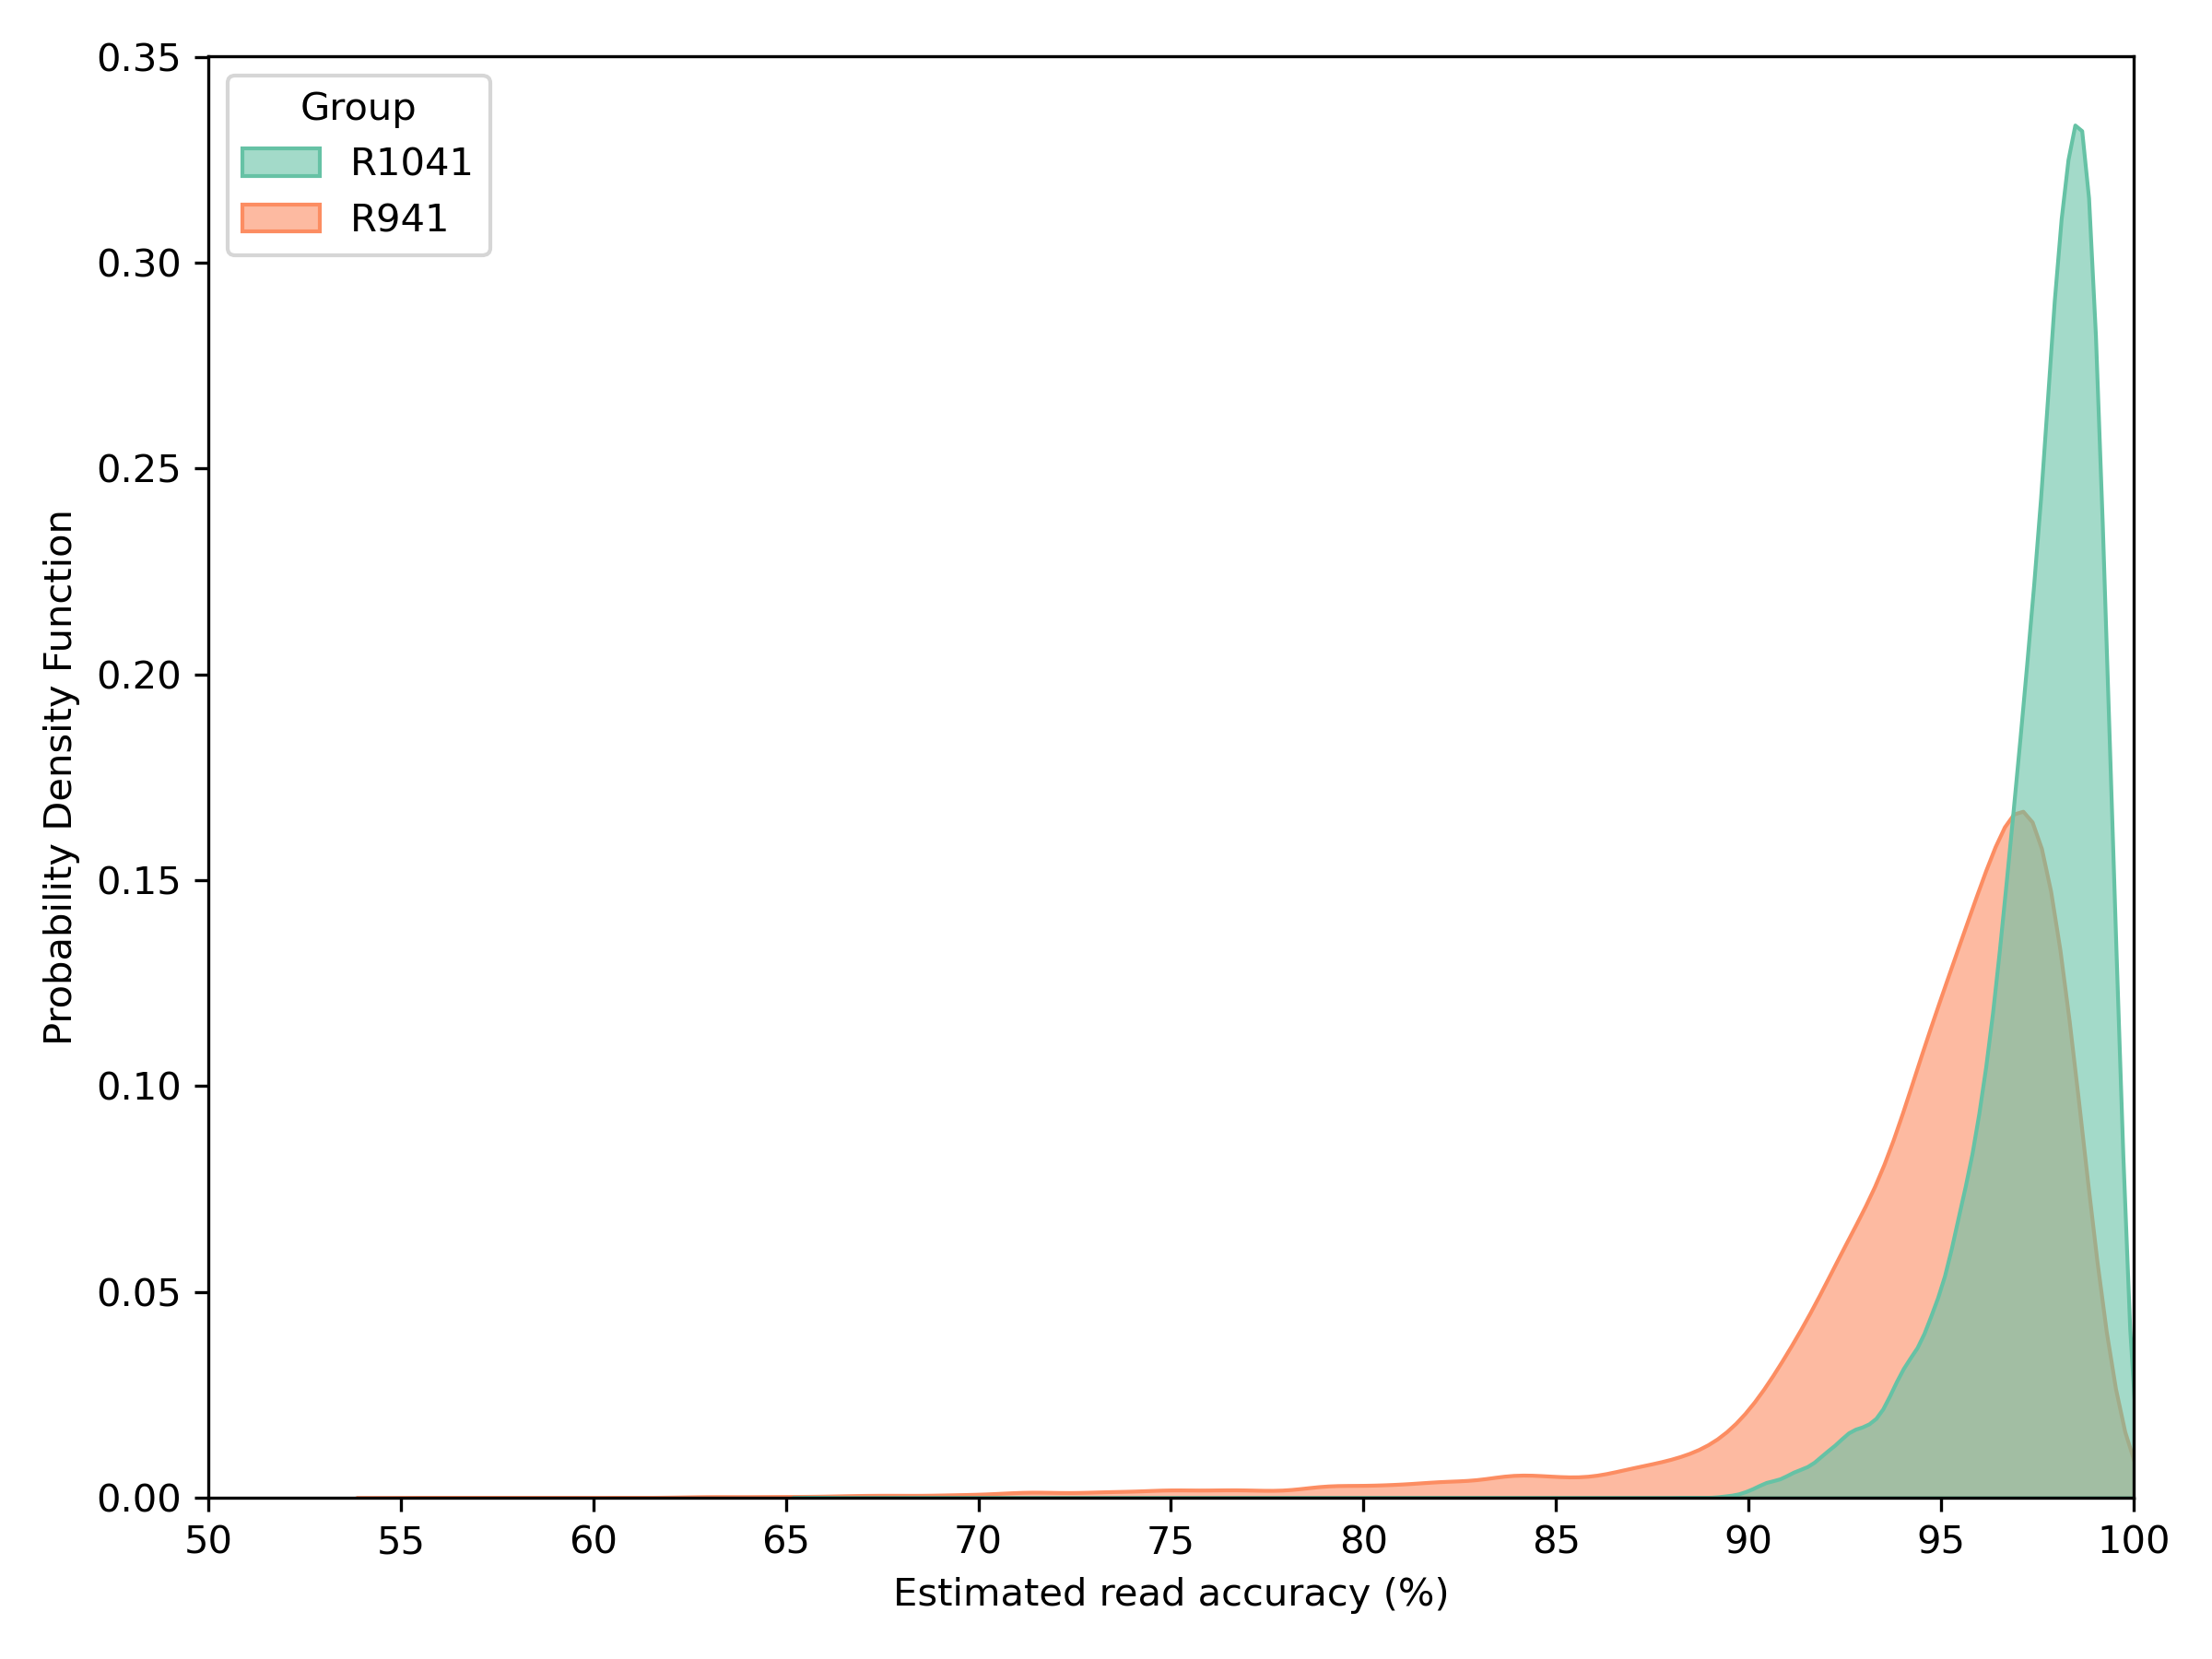 Group
R1041
R941
0.35
0.30
0.25
0.20
0.15
0.10
0.05
0.00
Probability Density Function
50 55 60 65 70 75 80 85 90 95 100
Estimated read accuracy (%)